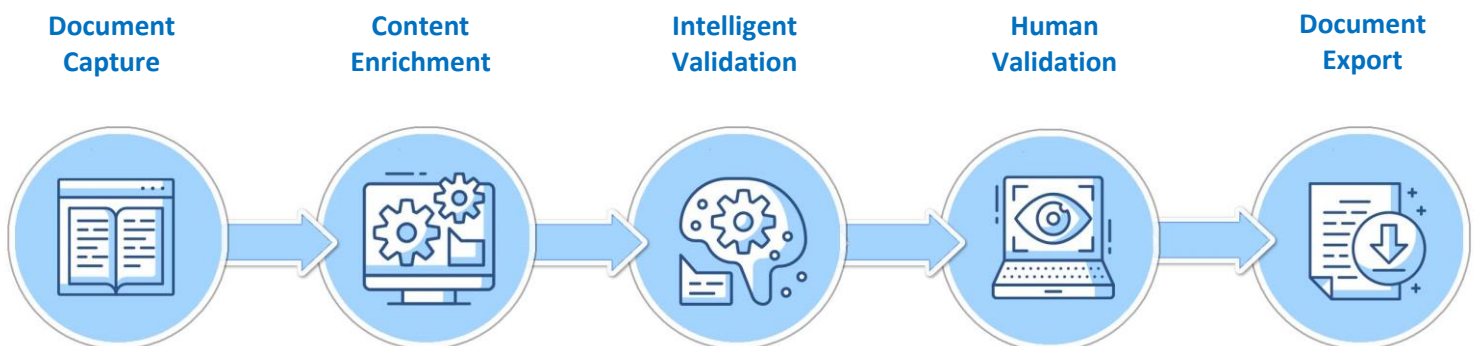 Document
Capture
Content
Enrichment
Intelligent
Validation
Human
Validation
Document
Export